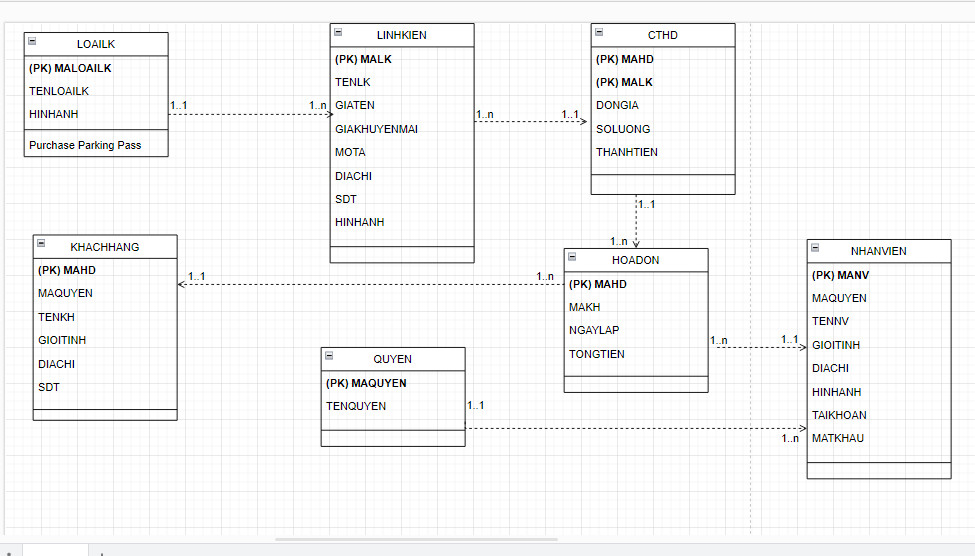 LOAILK
(PK) MALOAILK
TENLOAILK
HINHANH
Purchase Parking Pass
1..1
1..n
LINHKIEN
(PK) MALK
TENLK
GIATEN
GIAKHUYENMAI
MOTA
DIACHI
SDT
HINHANH
1..n
1..1
CTHD
(PK) MAHD
(PK) MALK
DONGIA
SOLUONG
THANHTIEN
1..1
1..n
KHACHHANG
(PK) MAHD
MAQUYEN
TENKH
GIOITINH
DIACHI
SDT
1..1
1..n
HOADON
(PK) MAHD
MAKH
NGAYLAP
TONGTIEN
1..n
1..1
QUYEN
(PK) MAQUYEN
TENQUYEN
1..1
1..n
NHANVIEN
(PK) MANV
MAQUYEN
TENNV
GIOITINH
DIACHI
HINHANH
TAIKHOAN
MATKHAU